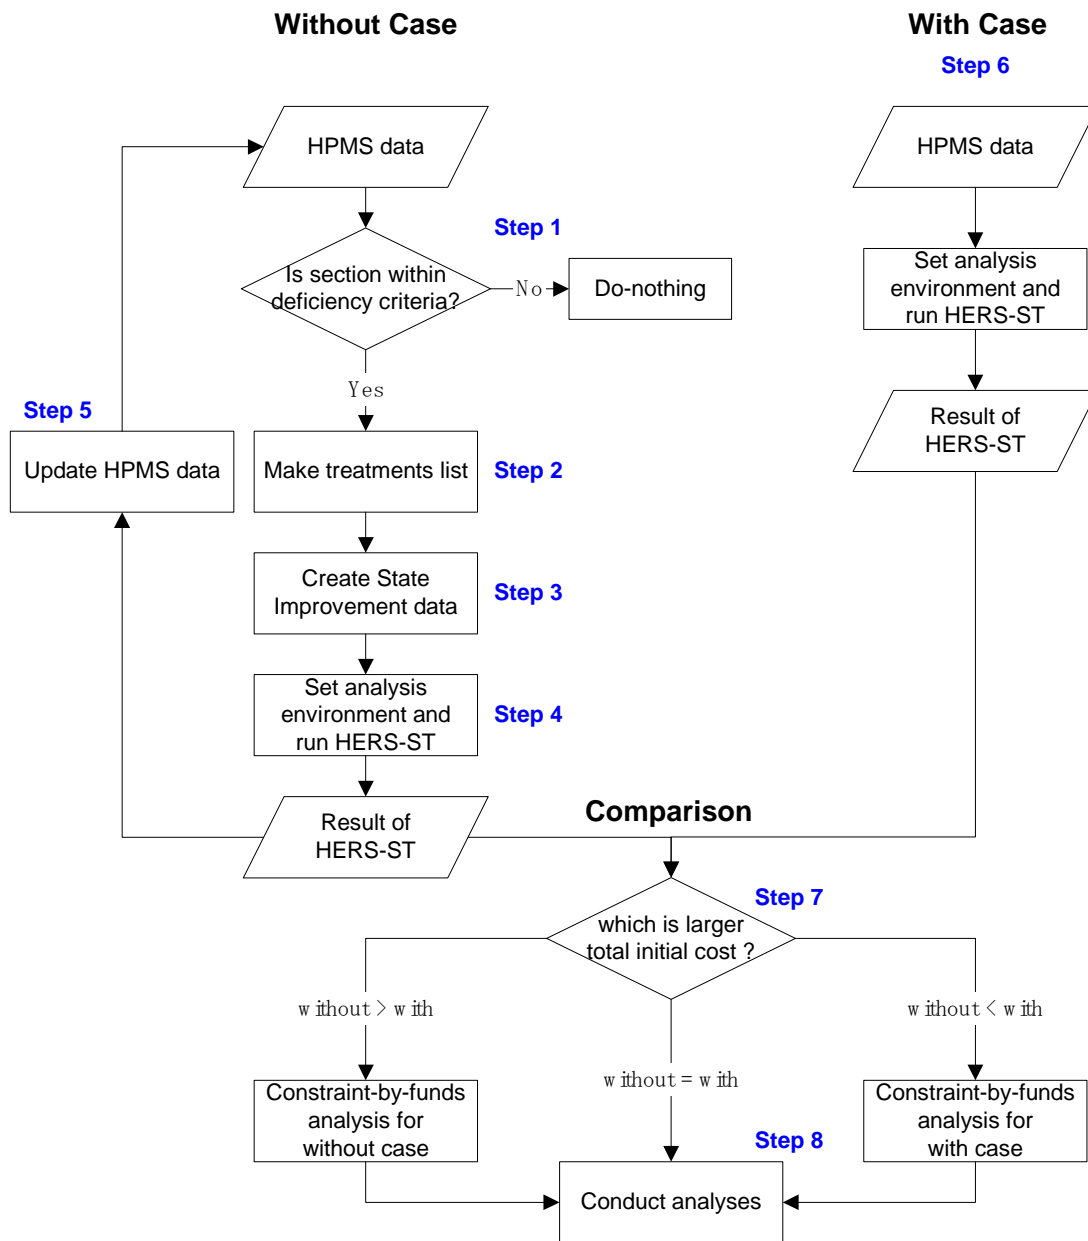 Without Case
With Case
Step 6
HPMS data
HPMS data
Step 1
Is section within
deficiency criteria?
No
Do-nothing
Set analysis
environment and
run HERS-ST
Yes
Step 5
Update HPMS data
Make treatments list
Step 2
Result of
HERS-ST
Create State
Improvement data
Step 3
Set analysis
environment and
run HERS-ST
Step 4
Result of
HERS-ST
Comparison
Step 7
which is larger
total initial cost ?
without > with
without = with
without < with
Constraint-by-funds
analysis for
without case
Constraint-by-funds
analysis for
with case
Step 8
Conduct analyses